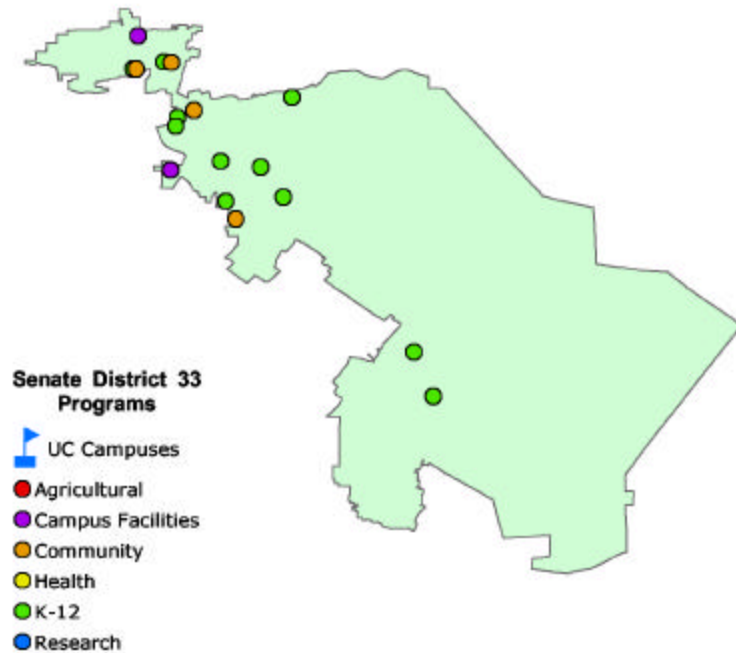 Senate District 33
Programs
UC Campuses
Agricultural
Campus Facilities
Community
Health
K-12
Research